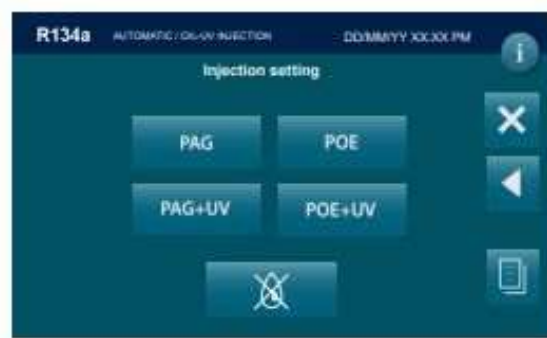 R134a AUTOMATIC / OIL-UV INJECTION DD/MM/YY XX:XX PM
i
Injection setting
PAG POE
PAG+UV POE+UV